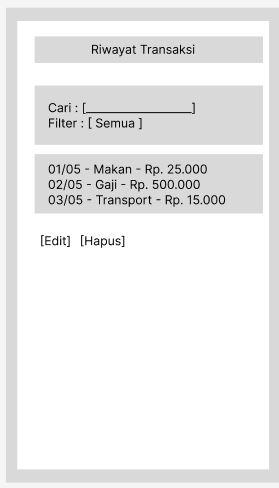 Riwayat Transaksi
Cari : [__________________]
Filter : [ Semua ]
01/05 - Makan - Rp. 25.000
02/05 - Gaji - Rp. 500.000
03/05 - Transport - Rp. 15.000
[Edit] [Hapus]